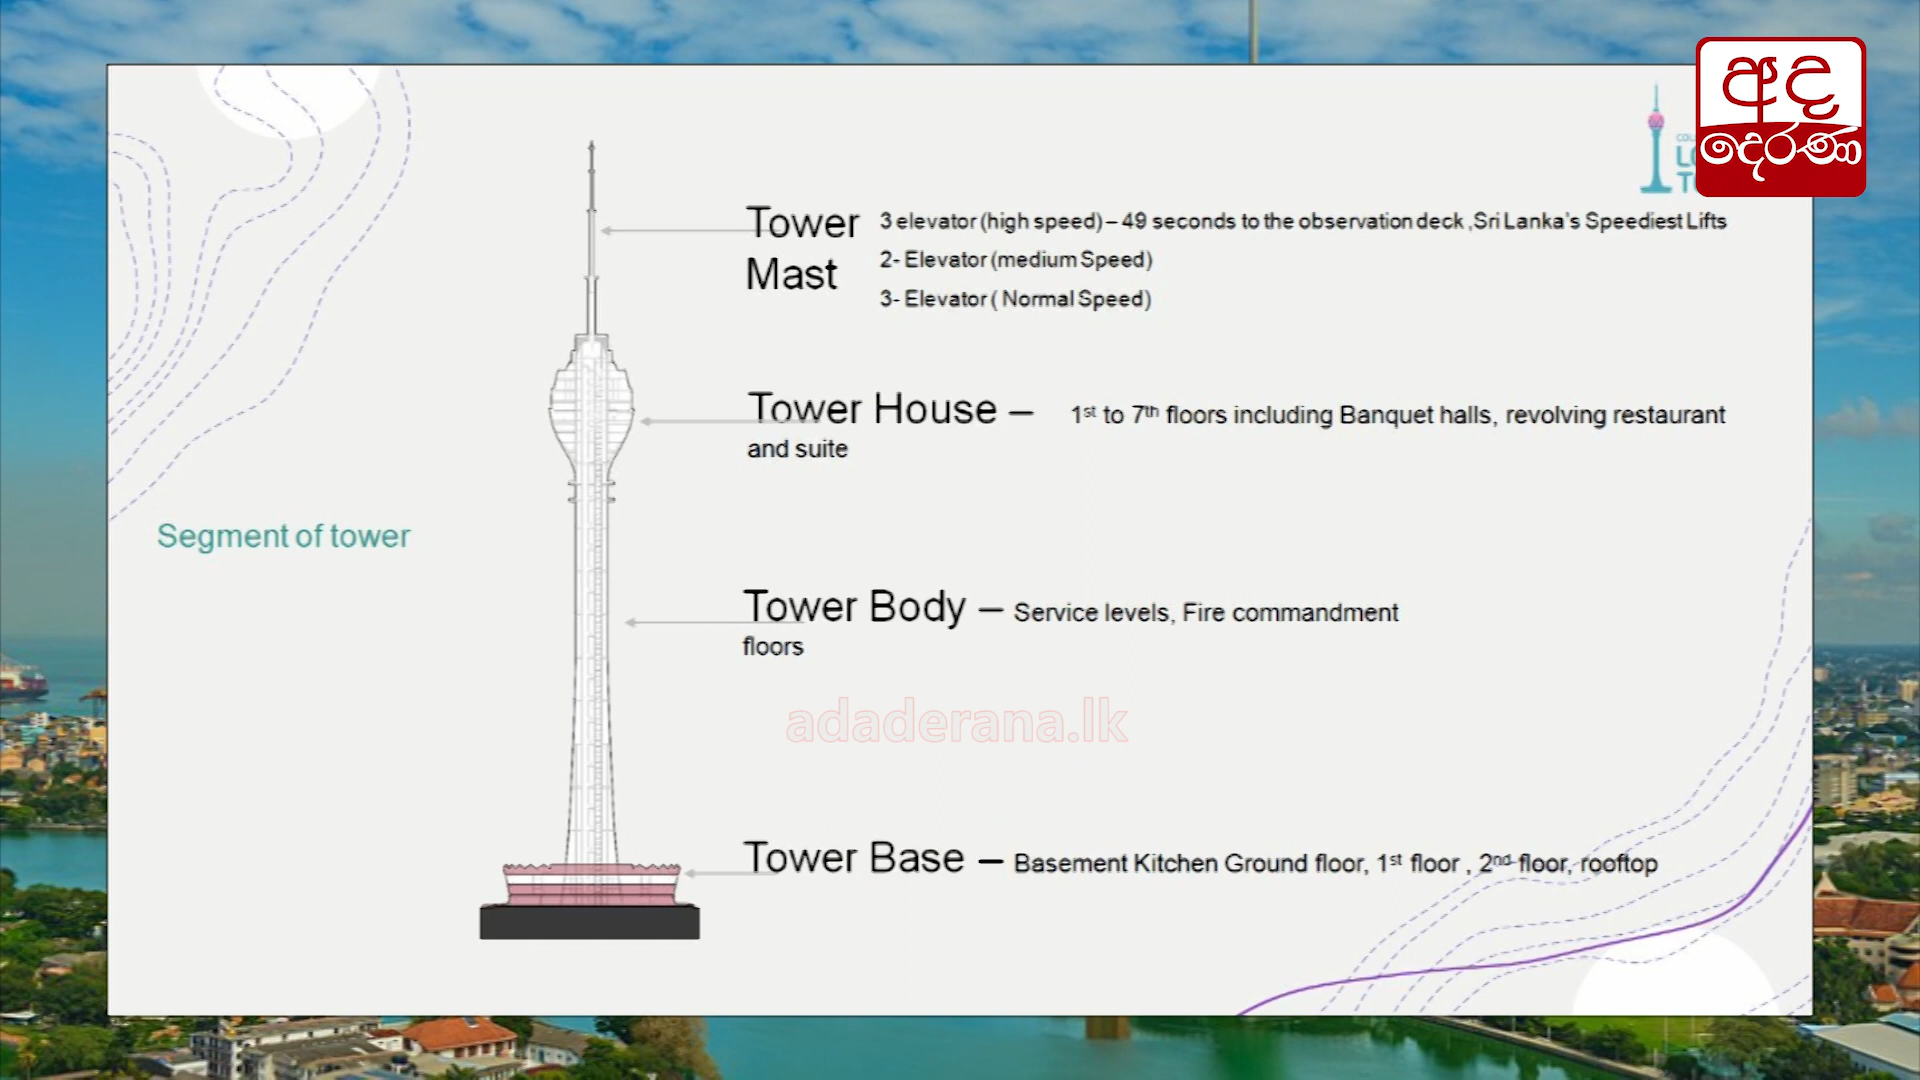 අද
දෙරණ
Tower Mast
3 elevator (high speed) – 49 seconds to the observation deck ,Sri Lanka's Speediest Lifts
2- Elevator (medium Speed)
3- Elevator ( Normal Speed)
Tower House – 1st to 7th floors including Banquet halls, revolving restaurant
and suite
Segment of tower
Tower Body – Service levels, Fire commandment
floors
adaderana.lk
Tower Base – Basement Kitchen Ground floor, 1st floor , 2nd floor, rooftop